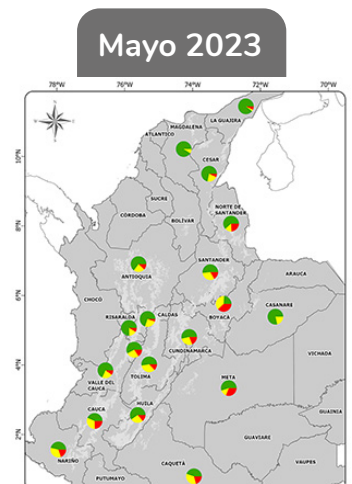 Mayo 2023
78°W 76°W 74°W 72°W 70°W
10°N
8°N
6°N
4°N
2°N
LA GUAJIRA
MAGDALENA
ATLANTICO
CESAR
SUCRE
NORTE DE
SANTANDER
CÓRDOBA
BOLIVAR
SANTANDER
ANTIOQUIA
ARAUCA
CHOCÓ
CASANARE
RISARALDA
CALDAS
BOYACA
CUNDINAMARCA
VICHADA
TOLIMA
META
VALLE DEL
CAUCA
HUILA
CAUCA
GUAINIA
GUAVIARE
NARIÑO
CAQUETA
VAUPES
PUTUMAYO